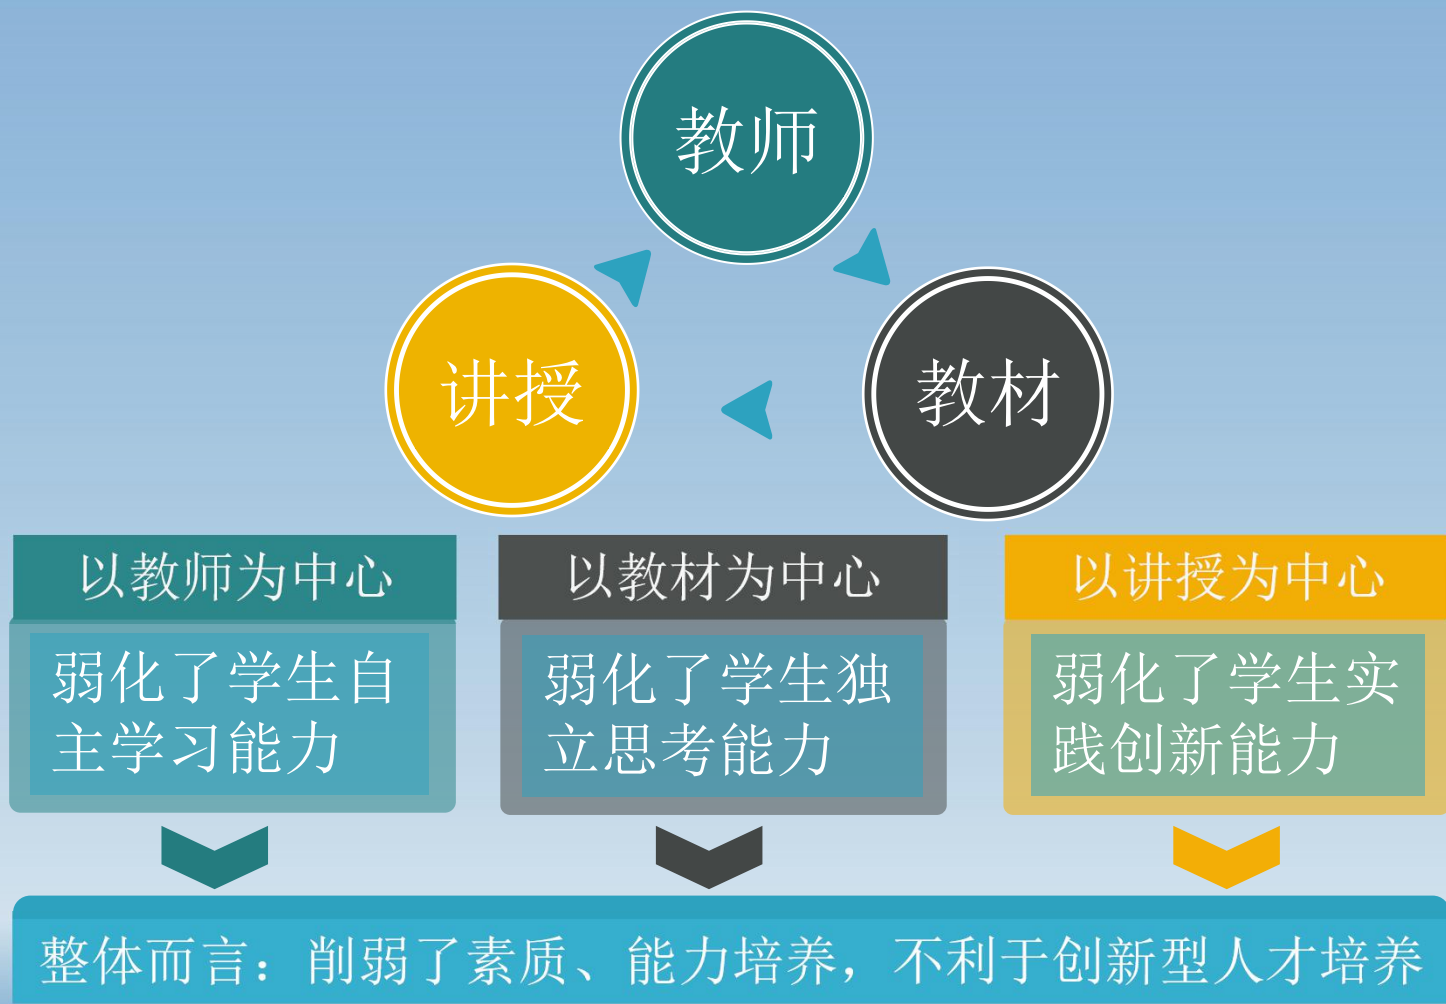 教师
讲授
教材
以教师为中心
弱化了学生自
主学习能力
以教材为中心
弱化了学生独
立思考能力
以讲授为中心
弱化了学生实
践创新能力
整体而言：削弱了素质、能力培养，不利于创新型人才培养